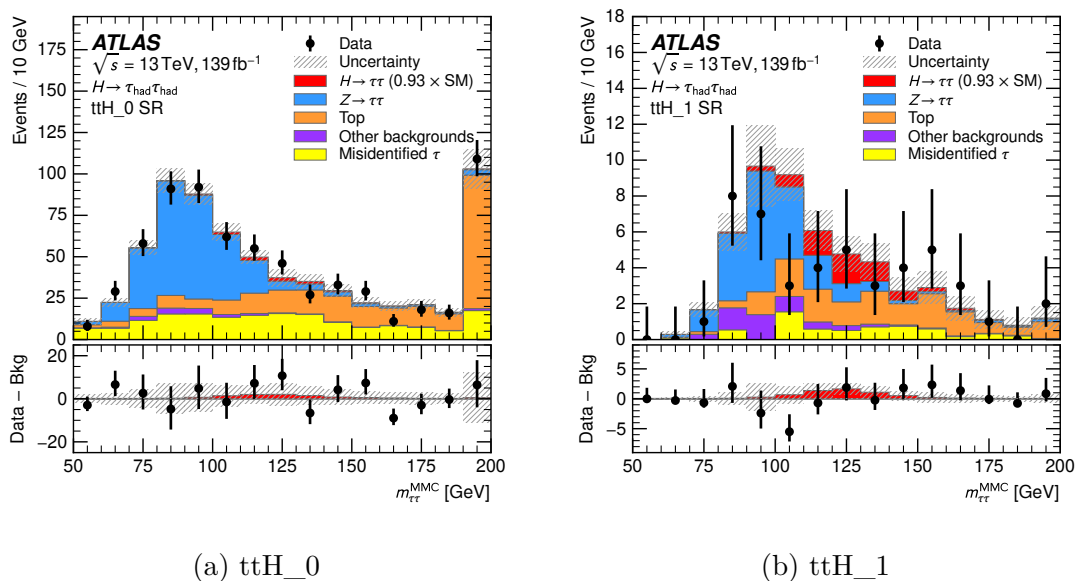 ATLAS
√s = 13 TeV, 139 fb⁻¹
H→ τhadτhad
ttH_0 SR
Data
Uncertainty
H→ ττ (0.93 × SM)
Z→ ττ
Top
Other backgrounds
Misidentified τ
Events / 10 GeV
175
150
125
100
75
50
25
0
Data − Bkg
20
0
−20
50 75 100 125 150 175 200
mττMMC [GeV]
(a) ttH_0
ATLAS
√s = 13 TeV, 139 fb⁻¹
H→ τhadτhad
ttH_1 SR
Data
Uncertainty
H→ ττ (0.93 × SM)
Z→ ττ
Top
Other backgrounds
Misidentified τ
Events / 10 GeV
18
16
14
12
10
8
6
4
2
0
Data − Bkg
5
0
−5
50 75 100 125 150 175 200
mττMMC [GeV]
(b) ttH_1